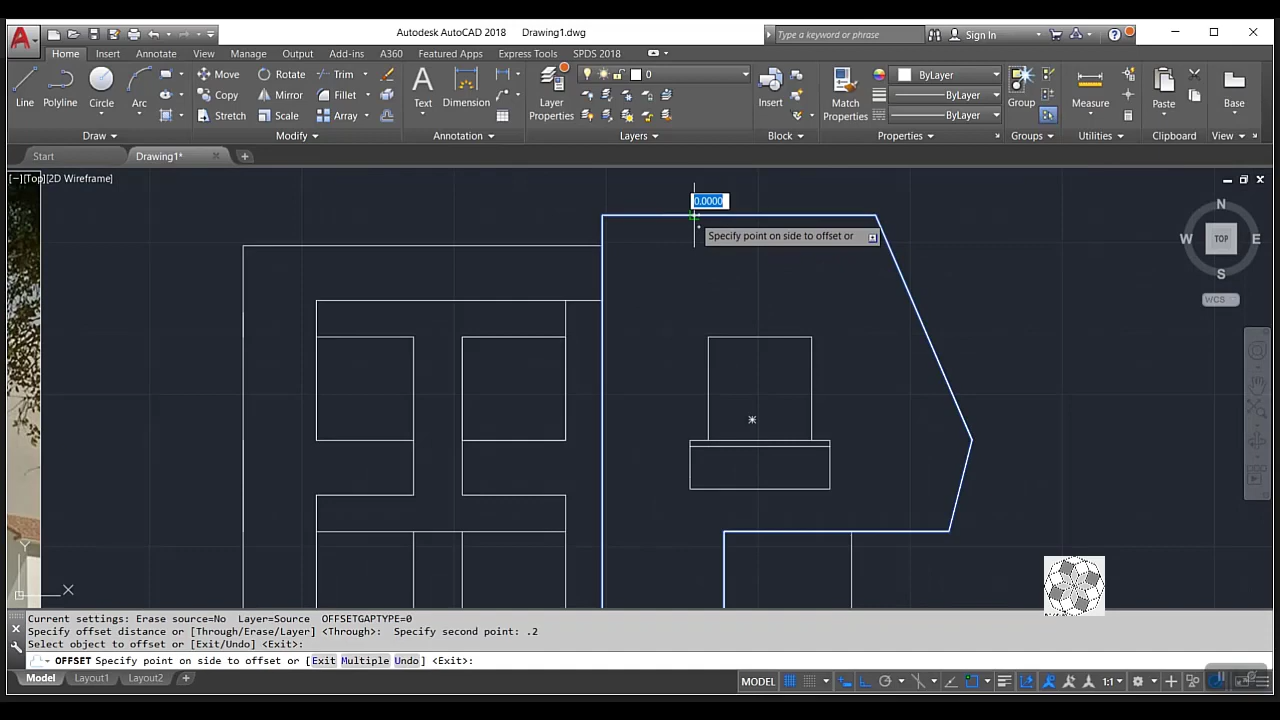 Autodesk AutoCAD 2018 Drawing1.dwg
Type a keyword or phrase
Sign In
Home Insert Annotate View Manage Output Add-ins A360 Featured Apps Express Tools SPDS 2018
Line
Polyline
Circle
Arc
Move
Copy
Stretch
Rotate
Mirror
Scale
Trim
Fillet
Array
Text
Dimension
Layer
Properties
0
Insert
Match
Properties
ByLayer
ByLayer
ByLayer
Group
Measure
Paste
Base
Draw Modify Annotation Layers Block Properties Groups Utilities Clipboard View
Start Drawing1*
[−][Top][2D Wireframe]
0.0000
Specify point on side to offset or
N
W TOP E
S
WCS
Y
X
Current settings: Erase source=No Layer=Source OFFSETGAPTYPE=0
Specify offset distance or [Through/Erase/Layer] <Through>: Specify second point: .2
Select object to offset or [Exit/Undo] <Exit>:
OFFSET Specify point on side to offset or [Exit Multiple Undo] <Exit>:
Model Layout1 Layout2
MODEL 1:1